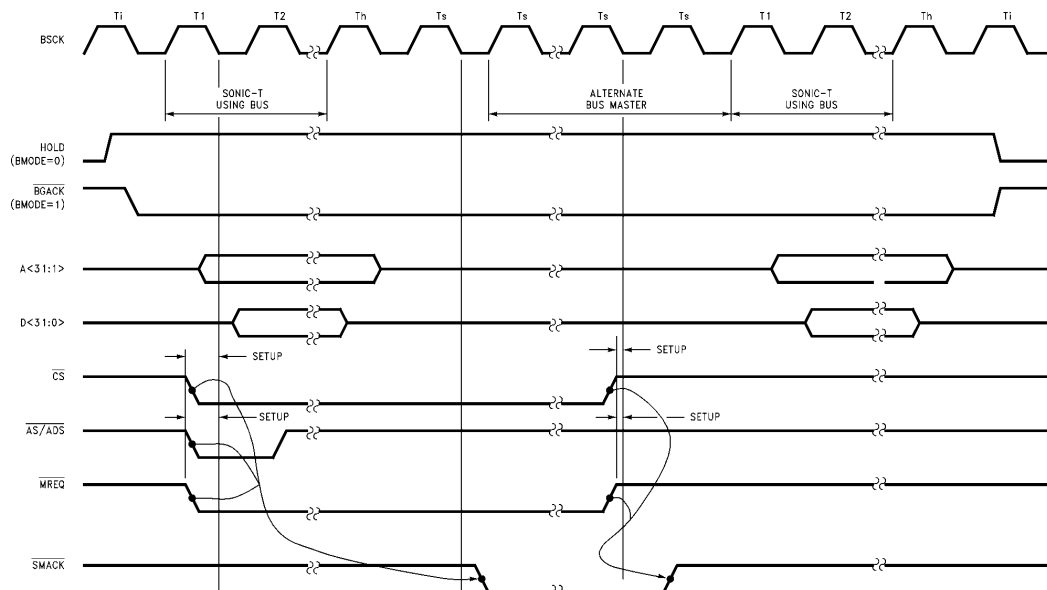 Ti T1 T2 Th Ts Ts Ts Ts T1 T2 Th Ti
BSCK
SONIC-T
USING BUS
ALTERNATE
BUS MASTER
SONIC-T
USING BUS
HOLD
(BMODE=0)
BGACK
(BMODE=1)
A<31:1>
D<31:0>
SETUP
SETUP
CS
SETUP
SETUP
AS/ADS
MREQ
SMACK